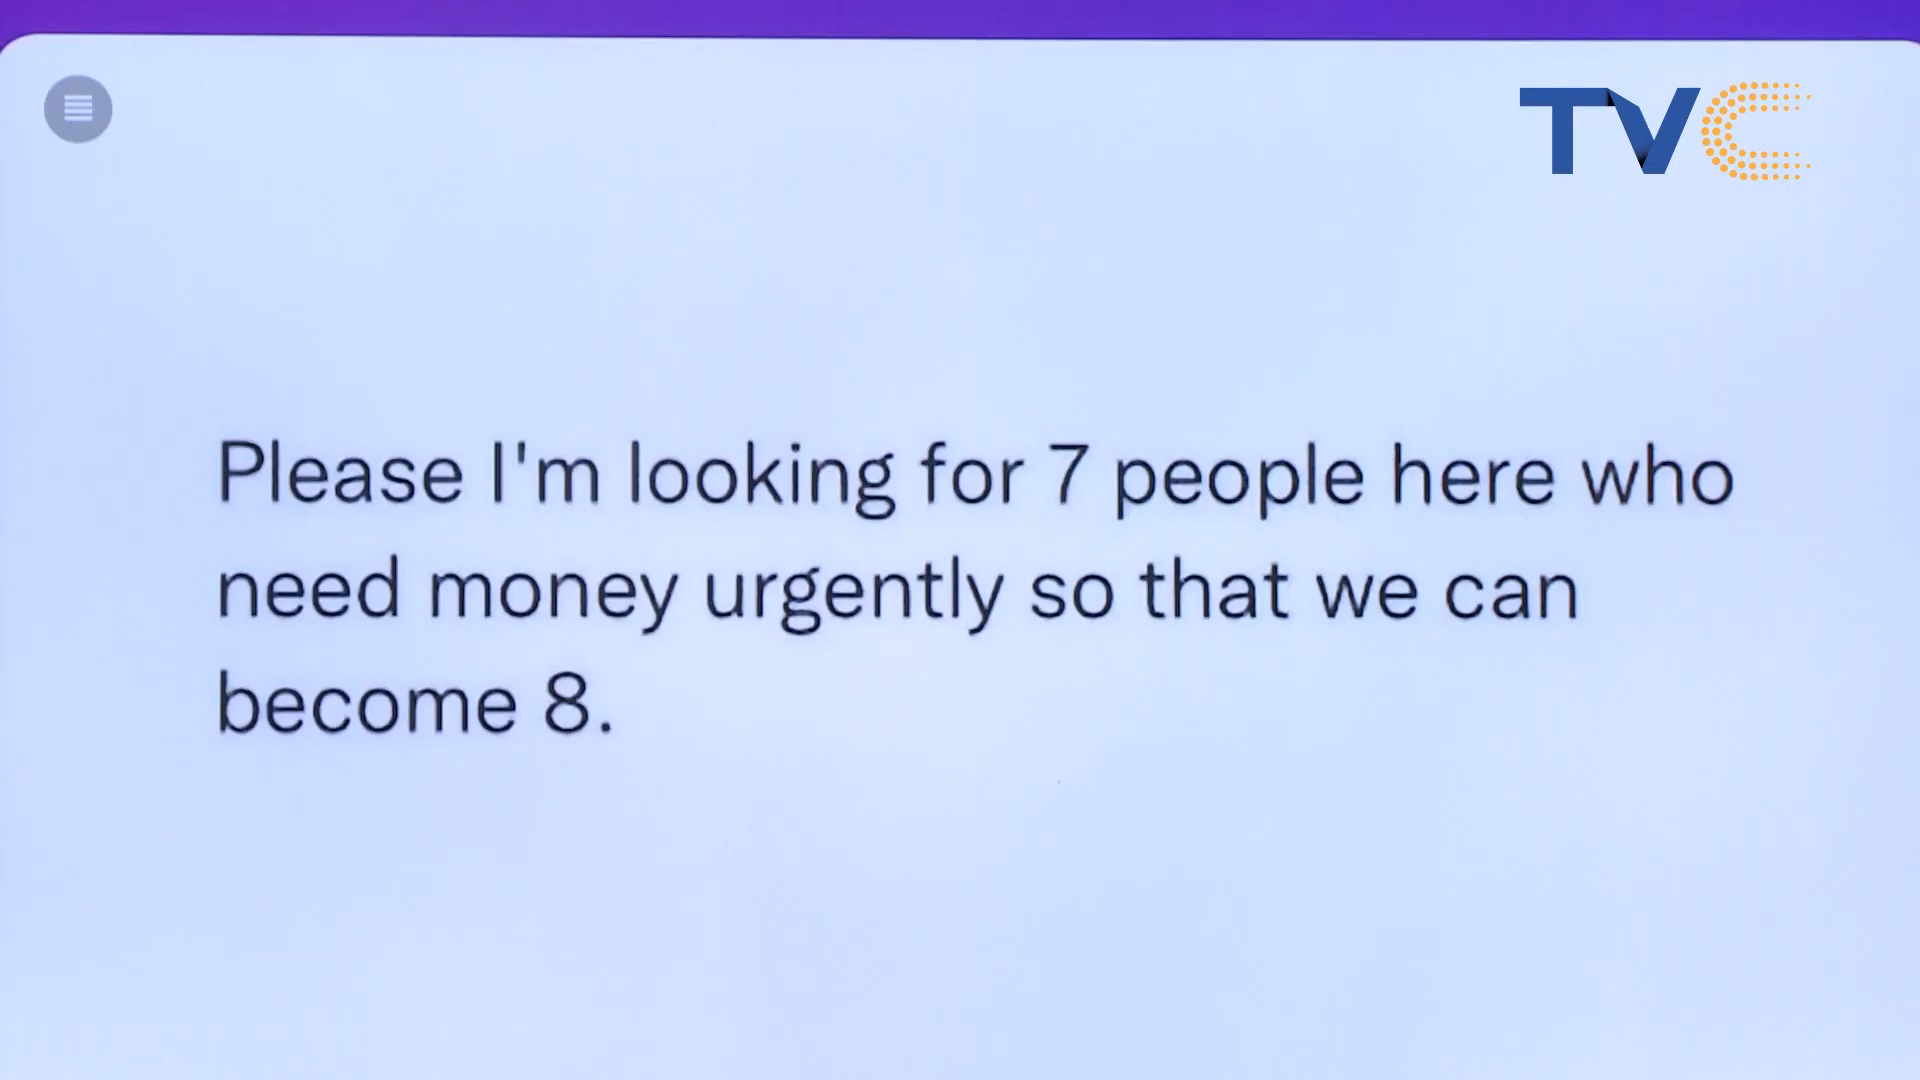 TVC
Please I'm looking for 7 people here who
need money urgently so that we can
become 8.